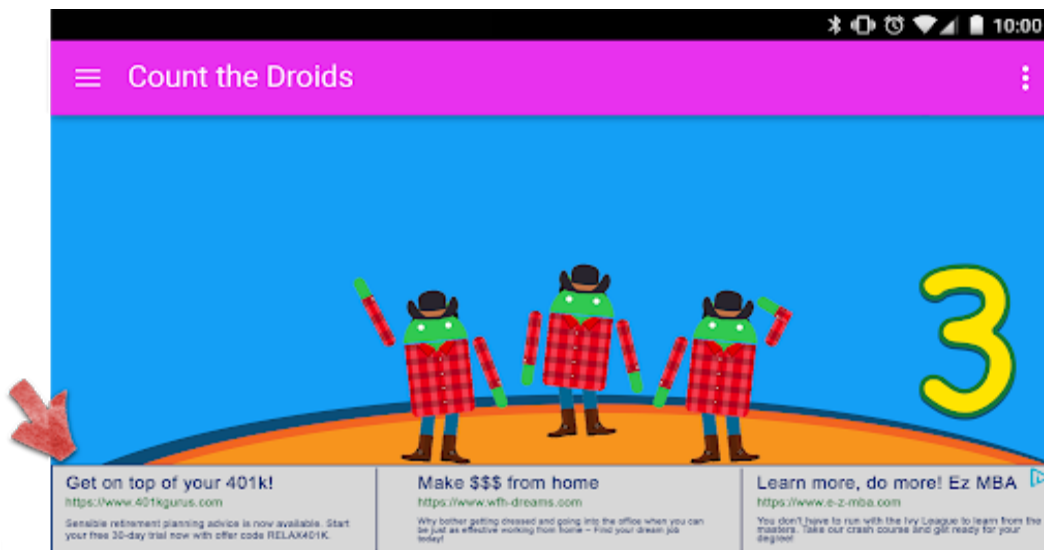 10:00
Count the Droids
3
Get on top of your 401k!
https://www.401kgurus.com
Sensible retirement planning advice is now available. Start
your free 30-day trial now with offer code RELAX401K.
Make $$$ from home
https://www.wfh-dreams.com
Why bother getting dressed and going into the office when you can
be just as effective working from home – Find your dream job
today!
Learn more, do more! Ez MBA
https://www.e-z-mba.com
You don't have to run with the Ivy League to learn from the
masters. Take our crash course and get ready for your
degree!